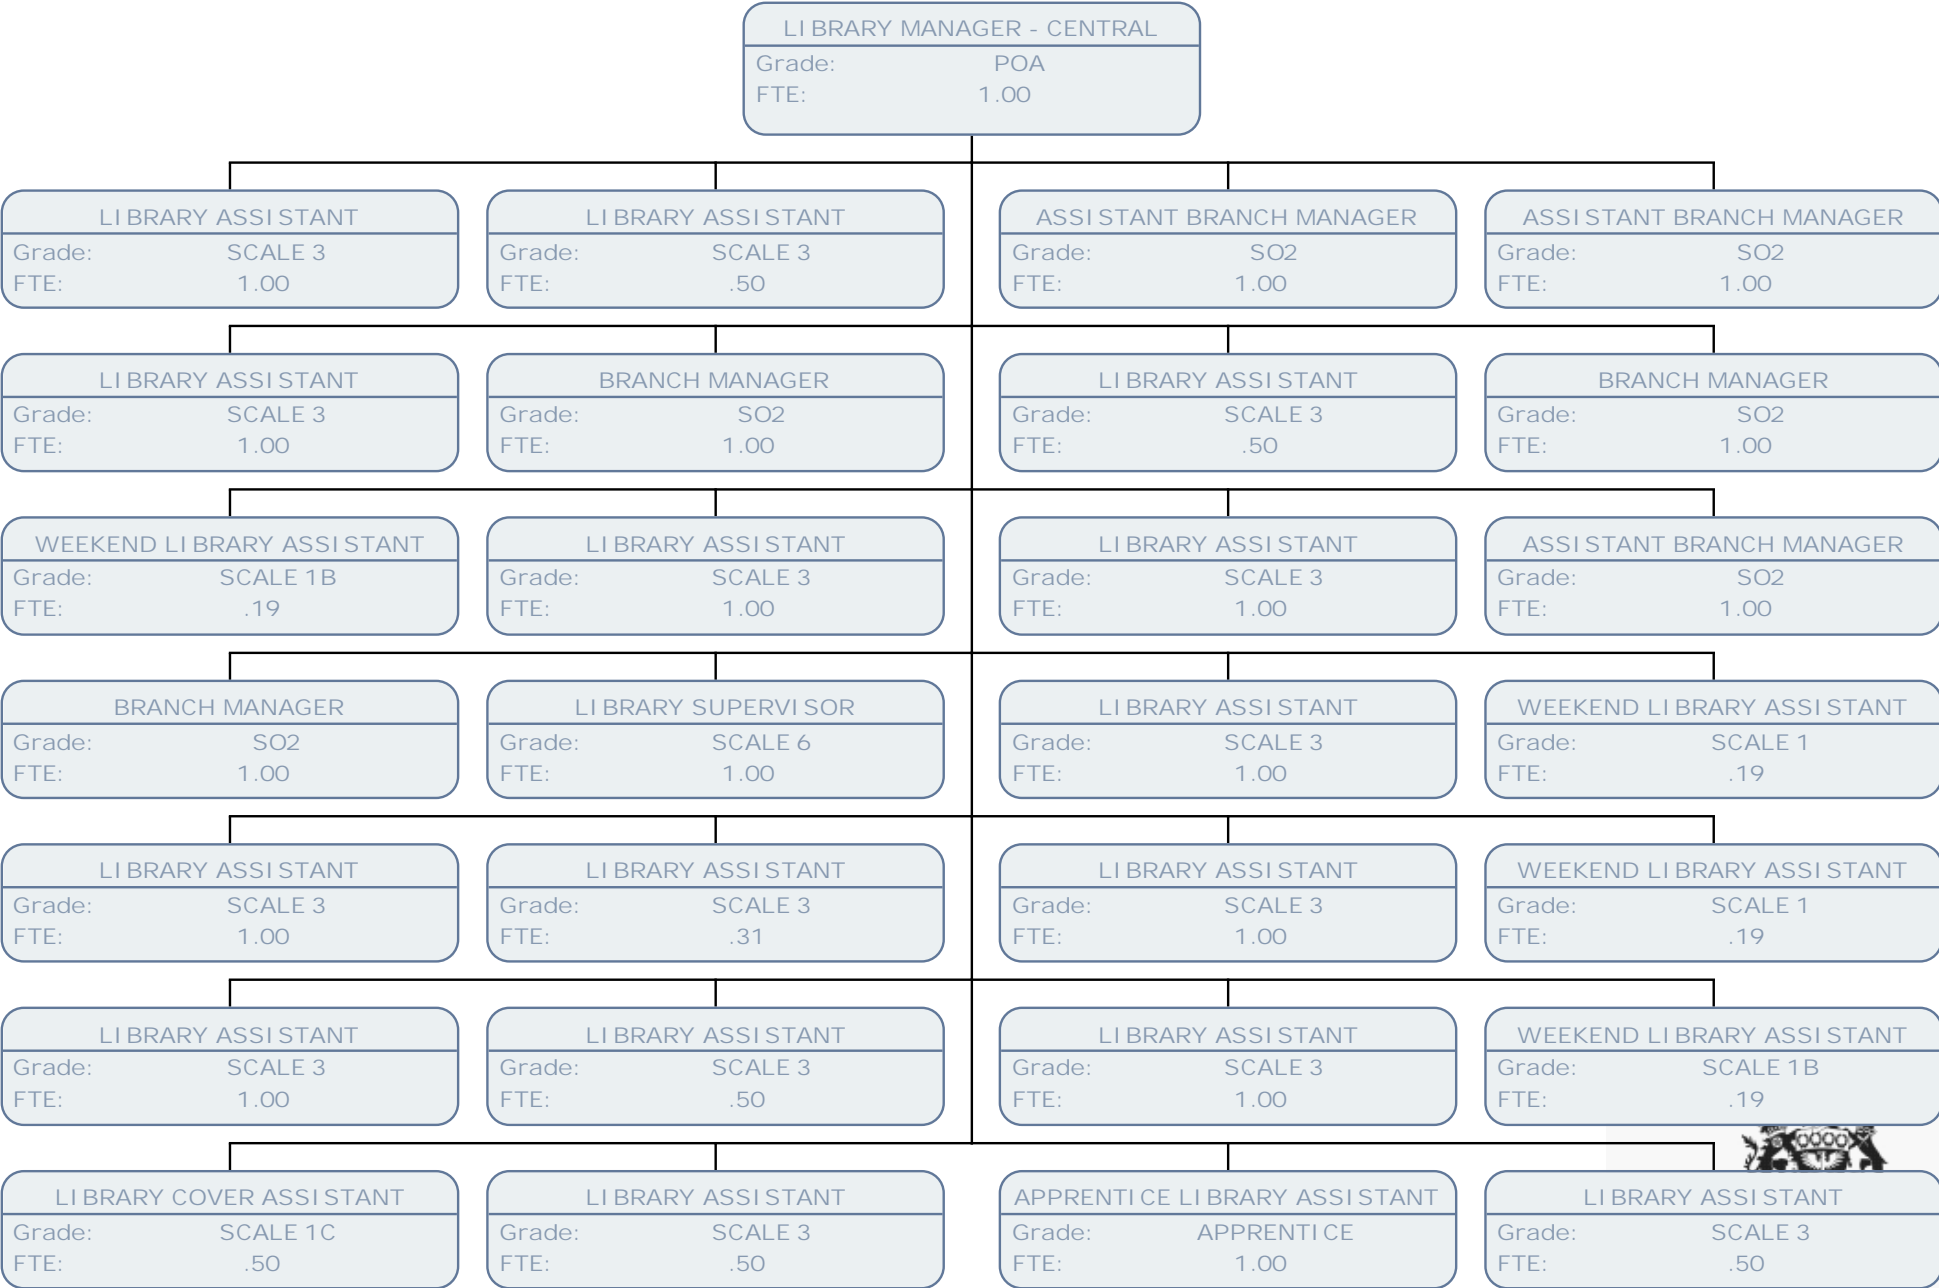 LIBRARY MANAGER - CENTRAL
Grade: POA
FTE: 1.00
LIBRARY ASSISTANT
Grade: SCALE 3
FTE: 1.00
LIBRARY ASSISTANT
Grade: SCALE 3
FTE: .50
ASSISTANT BRANCH MANAGER
Grade: SO2
FTE: 1.00
ASSISTANT BRANCH MANAGER
Grade: SO2
FTE: 1.00
LIBRARY ASSISTANT
Grade: SCALE 3
FTE: 1.00
BRANCH MANAGER
Grade: SO2
FTE: 1.00
LIBRARY ASSISTANT
Grade: SCALE 3
FTE: .50
BRANCH MANAGER
Grade: SO2
FTE: 1.00
WEEKEND LIBRARY ASSISTANT
Grade: SCALE 1B
FTE: .19
LIBRARY ASSISTANT
Grade: SCALE 3
FTE: 1.00
LIBRARY ASSISTANT
Grade: SCALE 3
FTE: 1.00
ASSISTANT BRANCH MANAGER
Grade: SO2
FTE: 1.00
BRANCH MANAGER
Grade: SO2
FTE: 1.00
LIBRARY SUPERVISOR
Grade: SCALE 6
FTE: 1.00
LIBRARY ASSISTANT
Grade: SCALE 3
FTE: 1.00
WEEKEND LIBRARY ASSISTANT
Grade: SCALE 1
FTE: .19
LIBRARY ASSISTANT
Grade: SCALE 3
FTE: 1.00
LIBRARY ASSISTANT
Grade: SCALE 3
FTE: .31
LIBRARY ASSISTANT
Grade: SCALE 3
FTE: 1.00
WEEKEND LIBRARY ASSISTANT
Grade: SCALE 1
FTE: .19
LIBRARY ASSISTANT
Grade: SCALE 3
FTE: 1.00
LIBRARY ASSISTANT
Grade: SCALE 3
FTE: .50
LIBRARY ASSISTANT
Grade: SCALE 3
FTE: 1.00
WEEKEND LIBRARY ASSISTANT
Grade: SCALE 1B
FTE: .19
LIBRARY COVER ASSISTANT
Grade: SCALE 1C
FTE: .50
LIBRARY ASSISTANT
Grade: SCALE 3
FTE: .50
APPRENTICE LIBRARY ASSISTANT
Grade: APPRENTICE
FTE: 1.00
LIBRARY ASSISTANT
Grade: SCALE 3
FTE: .50